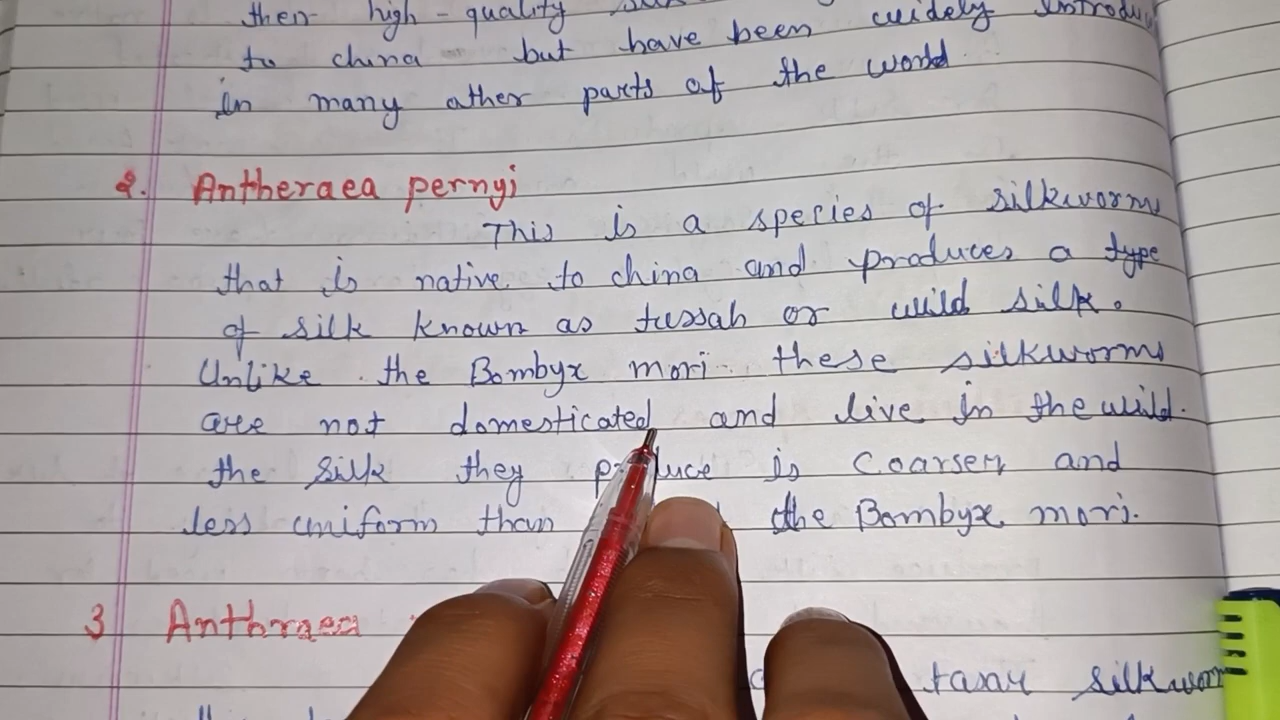 their high-quality
to china but have been widely
in many other parts of the world
2. Antheraea pernyi
This is a species of silkworms
that is native to china and produces a type
of silk known as tussah or wild silk.
Unlike the Bombyx mori these silkworms
are not domesticated and live in the wild.
the silk they produce is coarser and
less uniform than the Bombyx mori.
3 Anthraea
tasar